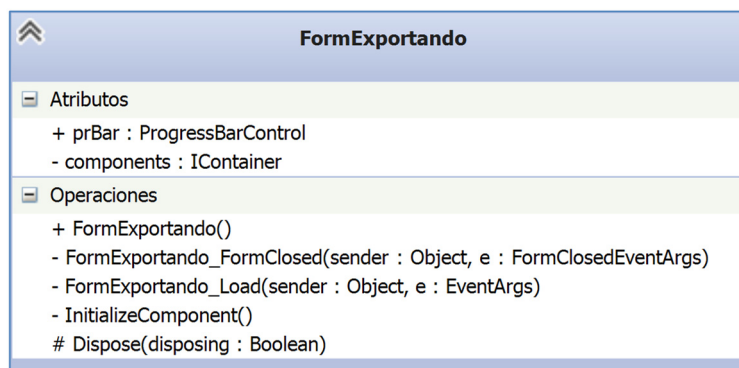 FormExportando
Atributos
+ prBar : ProgressBarControl
- components : IContainer
Operaciones
+ FormExportando()
- FormExportando_FormClosed(sender : Object, e : FormClosedEventArgs)
- FormExportando_Load(sender : Object, e : EventArgs)
- InitializeComponent()
# Dispose(disposing : Boolean)